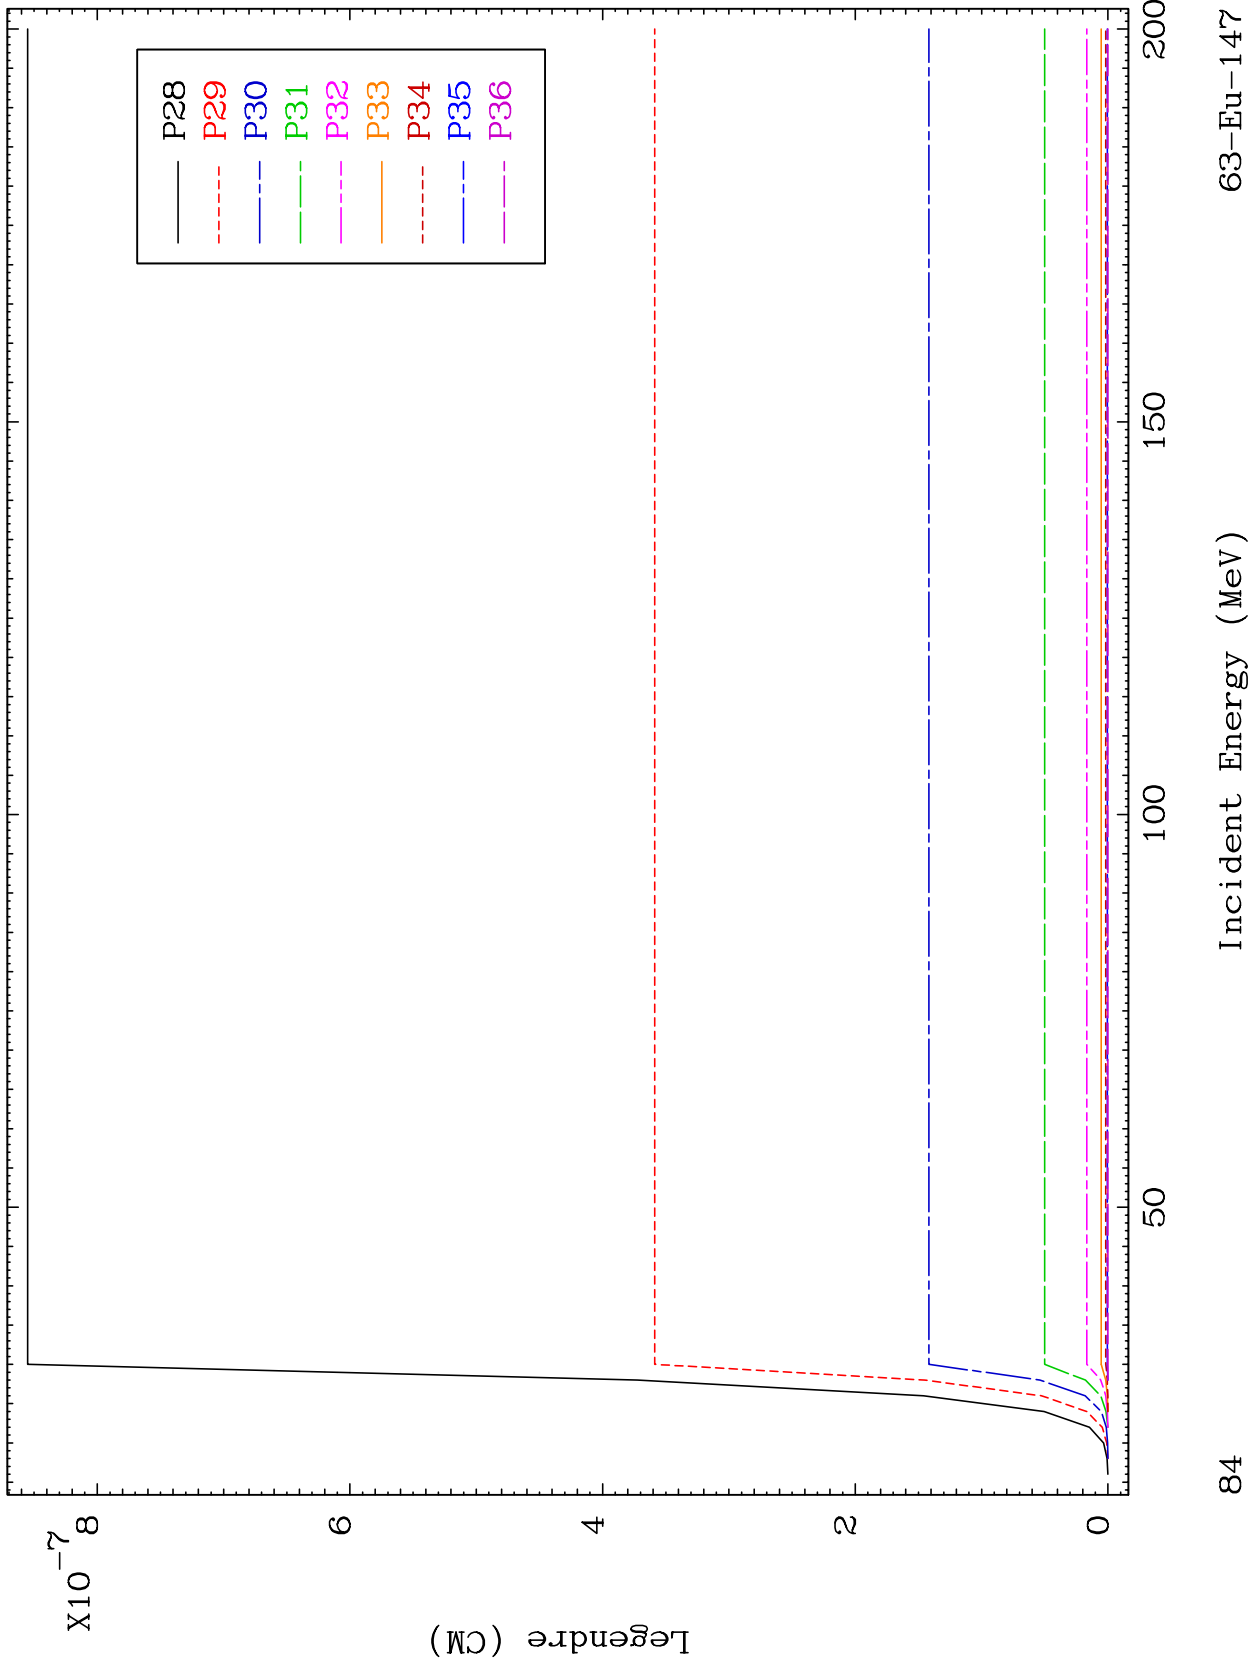 X10
-7
8
6
4
2
0
Legendre (CM)
P28
P29
P30
P31
P32
P33
P34
P35
P36
50
100
150
200
Incident Energy (MeV)
84
63-Eu-147